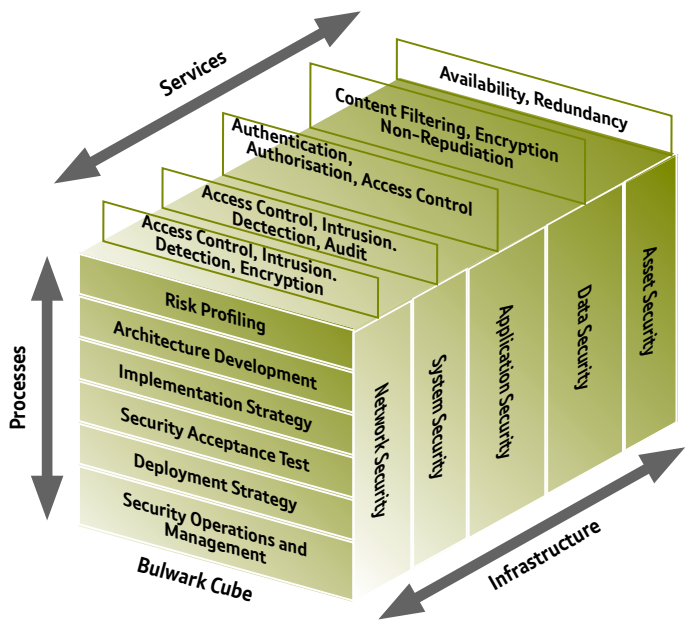 Services
Availability, Redundancy
Content Filtering, Encryption
Non-Repudiation
Authentication,
Authorisation, Access Control
Access Control, Intrusion.
Dectection, Audit
Access Control, Intrusion.
Detection, Encryption
Processes
Risk Profiling
Architecture Development
Implementation Strategy
Security Acceptance Test
Deployment Strategy
Security Operations and
Management
Network Security
System Security
Application Security
Data Security
Asset Security
Infrastructure
Bulwark Cube